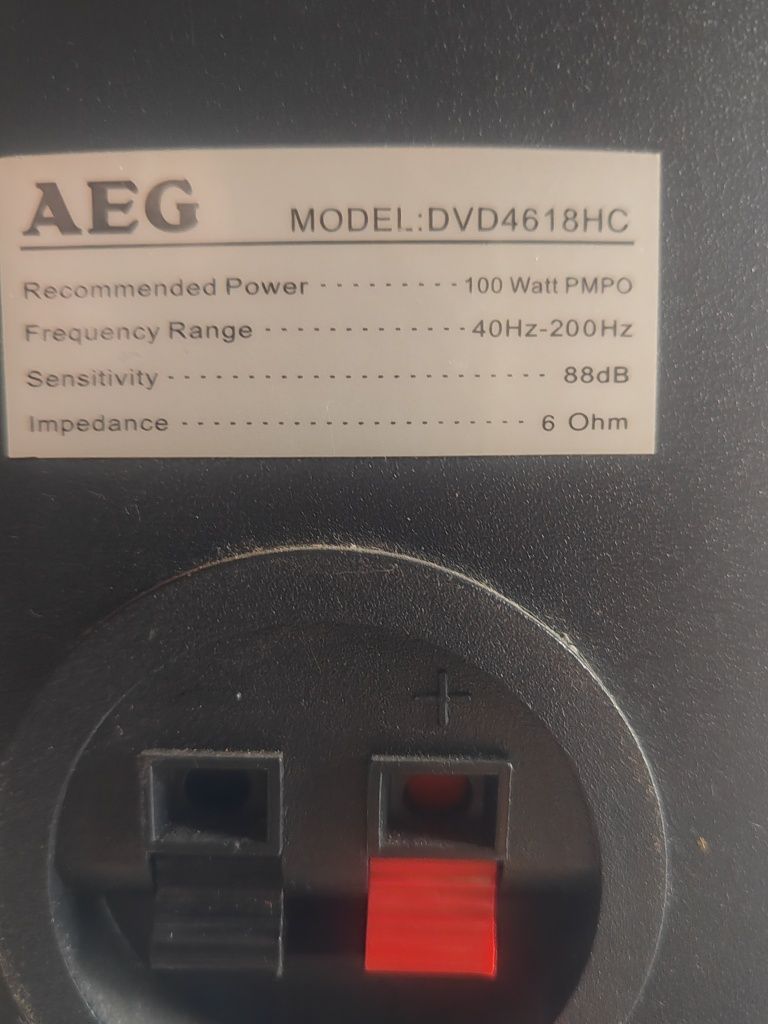 AEG MODEL:DVD4618HC
Recommended Power - - - - - - - - - 100 Watt PMPO
Frequency Range - - - - - - - - - - - - - 40Hz-200Hz
Sensitivity - - - - - - - - - - - - - - - - - - - - - - - - 88dB
Impedance - - - - - - - - - - - - - - - - - - - - - - 6 Ohm
+